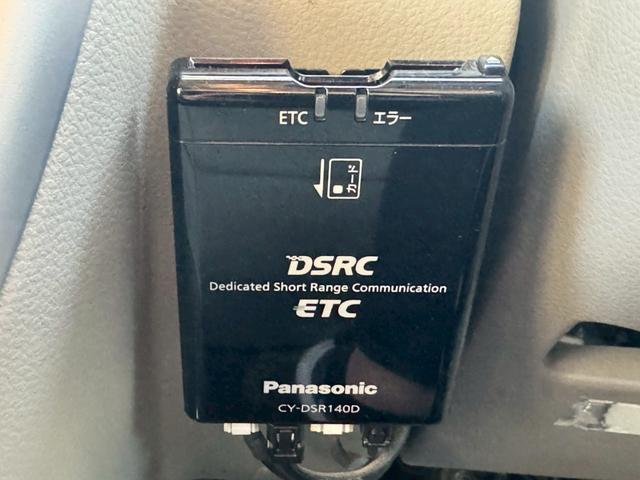 ETC エラー
カード
DSRC
Dedicated Short Range Communication
ETC
Panasonic
CY-DSR140D